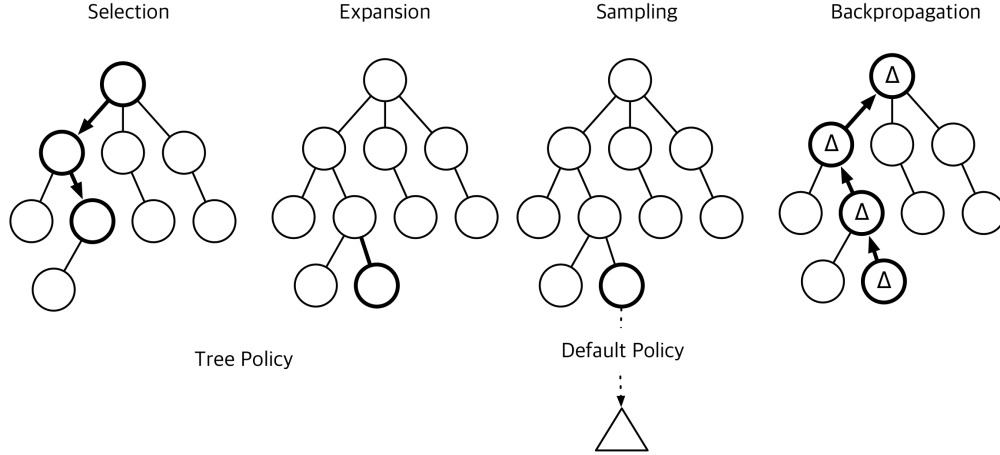 Selection
Expansion
Sampling
Backpropagation
Δ
Δ
Δ
Δ
Tree Policy
Default Policy